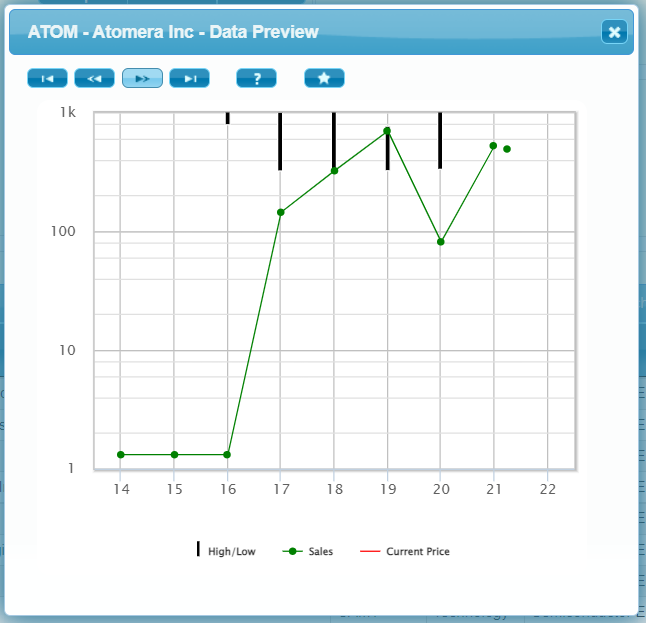 ATOM - Atomera Inc - Data Preview
?
1k
100
10
1
14 15 16 17 18 19 20 21 22
High/Low Sales Current Price